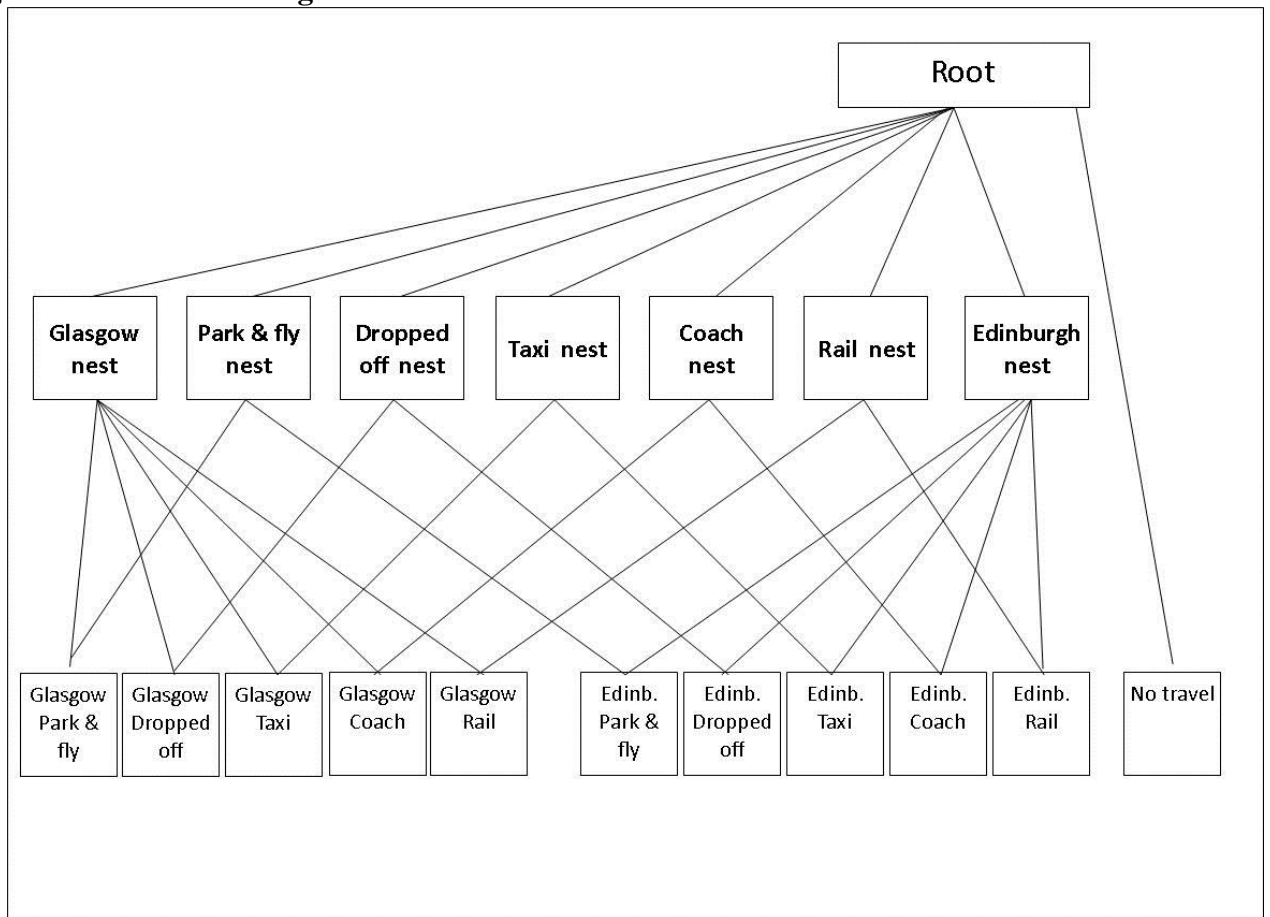 Root
Glasgow
nest
Park & fly
nest
Dropped
off nest
Taxi nest
Coach
nest
Rail nest
Edinburgh
nest
Glasgow
Park &
fly
Glasgow
Dropped
off
Glasgow
Taxi
Glasgow
Coach
Glasgow
Rail
Edinb.
Park &
fly
Edinb.
Dropped
off
Edinb.
Taxi
Edinb.
Coach
Edinb.
Rail
No travel